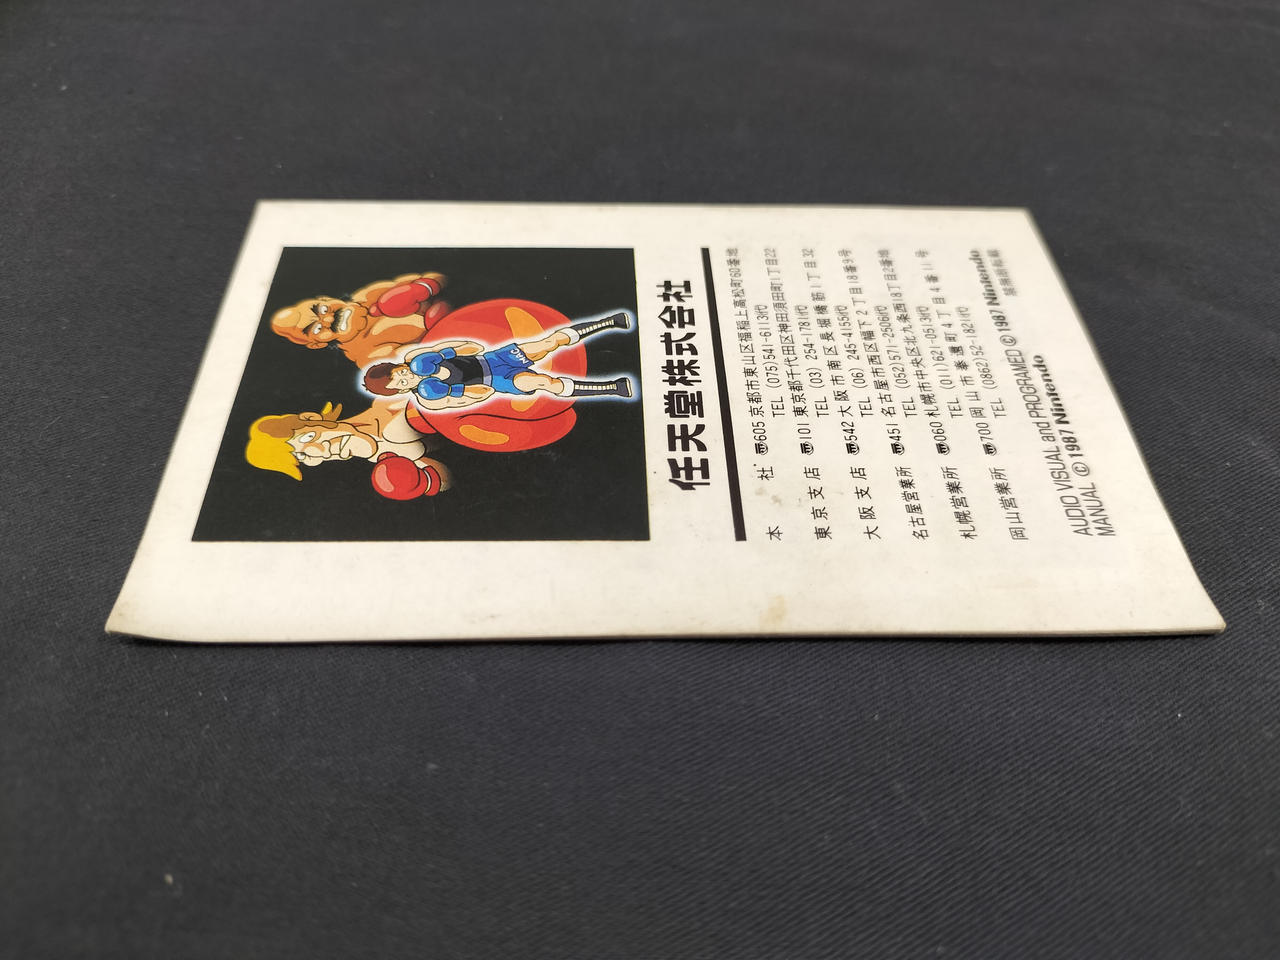 MAC
任天堂株式会社
本 社 〠605 京都市東山区福稲上高松町60番地
TEL (075)541-6113㈹
東京支店 〠101 東京都千代田区神田須田町1丁目22
TEL (03) 254-1781㈹
大阪支店 〠542 大阪市南区長堀橋筋1丁目32
TEL (06) 245-4155㈹
名古屋営業所 〠451 名古屋市西区幅下2丁目18番9号
TEL (052)571-2506㈹
札幌営業所 〠060 札幌市中央区北九条西18丁目2番地
TEL (011)621-0513㈹
岡山営業所 〠700 岡山市奉還町4丁目4番11号
TEL (0862)52-1821㈹
AUDIO VISUAL and PROGRAMED © 1987 Nintendo
MANUAL © 1987 Nintendo
禁無断転載